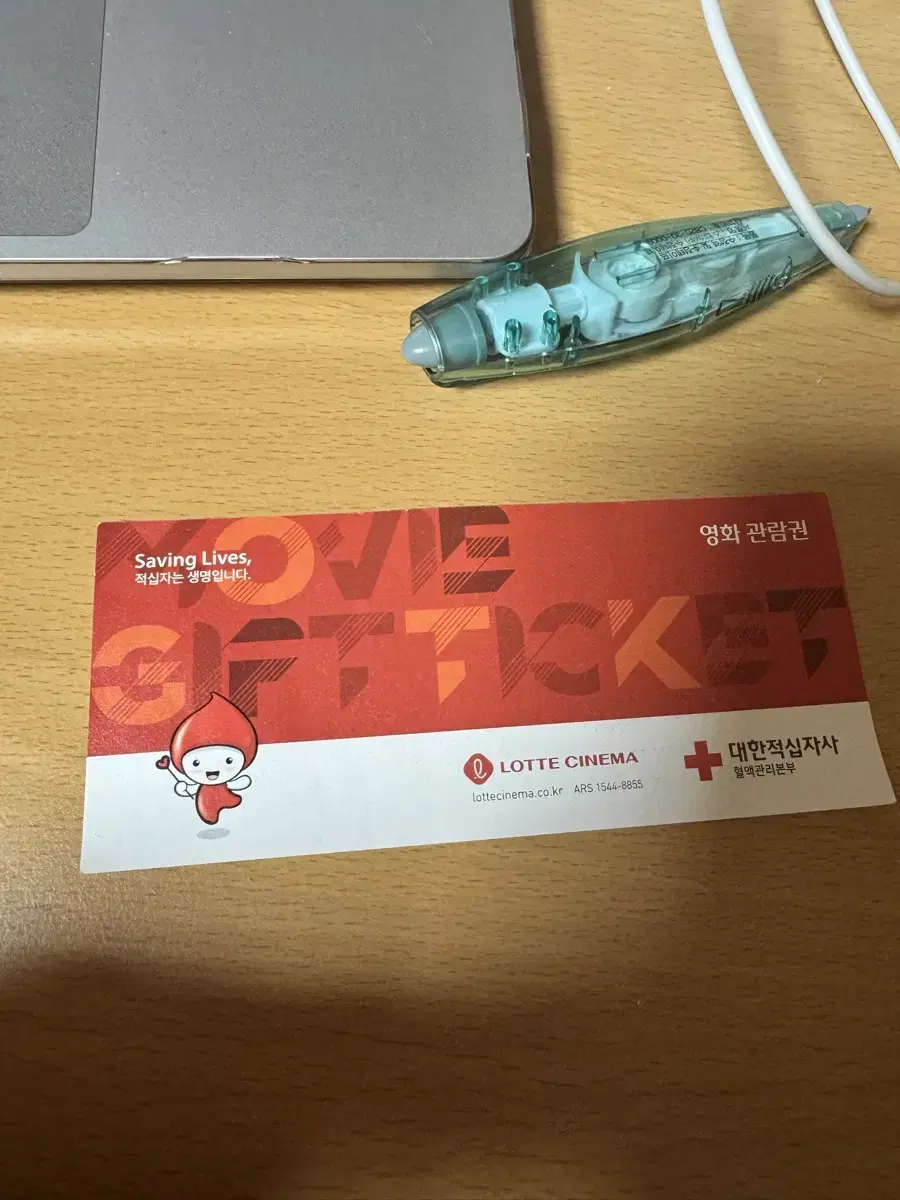 MOVIE
GIFT TICKET
Saving Lives,
적십자는 생명입니다.
영화 관람권
LOTTE CINEMA
lottecinema.co.kr ARS 1544-8855
대한적십자사
혈액관리본부